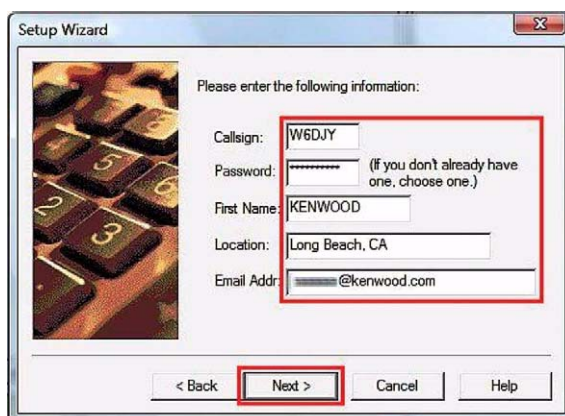 Setup Wizard
Please enter the following information:
Callsign: W6DJY
Password: ********** (If you don't already have
one, choose one.)
First Name: KENWOOD
Location: Long Beach, CA
Email Addr: @kenwood.com
< Back Next > Cancel Help